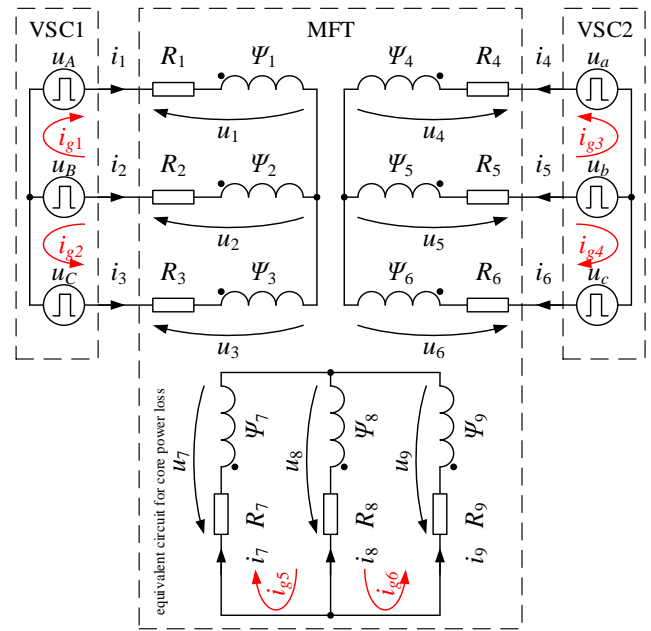 VSC1 MFT VSC2
u_A i_1 R_1 Ψ_1 Ψ_4 R_4 i_4 u_a
i_g1 u_1 u_4 i_g3
u_B i_2 R_2 Ψ_2 Ψ_5 R_5 i_5 u_b
i_g2 u_2 u_5 i_g4
u_C i_3 R_3 Ψ_3 Ψ_6 R_6 i_6 u_c
u_3 u_6
equivalent circuit for core power loss
u_7 Ψ_7 u_8 Ψ_8 u_9 Ψ_9
R_7 R_8 R_9
i_7 i_g5 i_8 i_g6 i_9